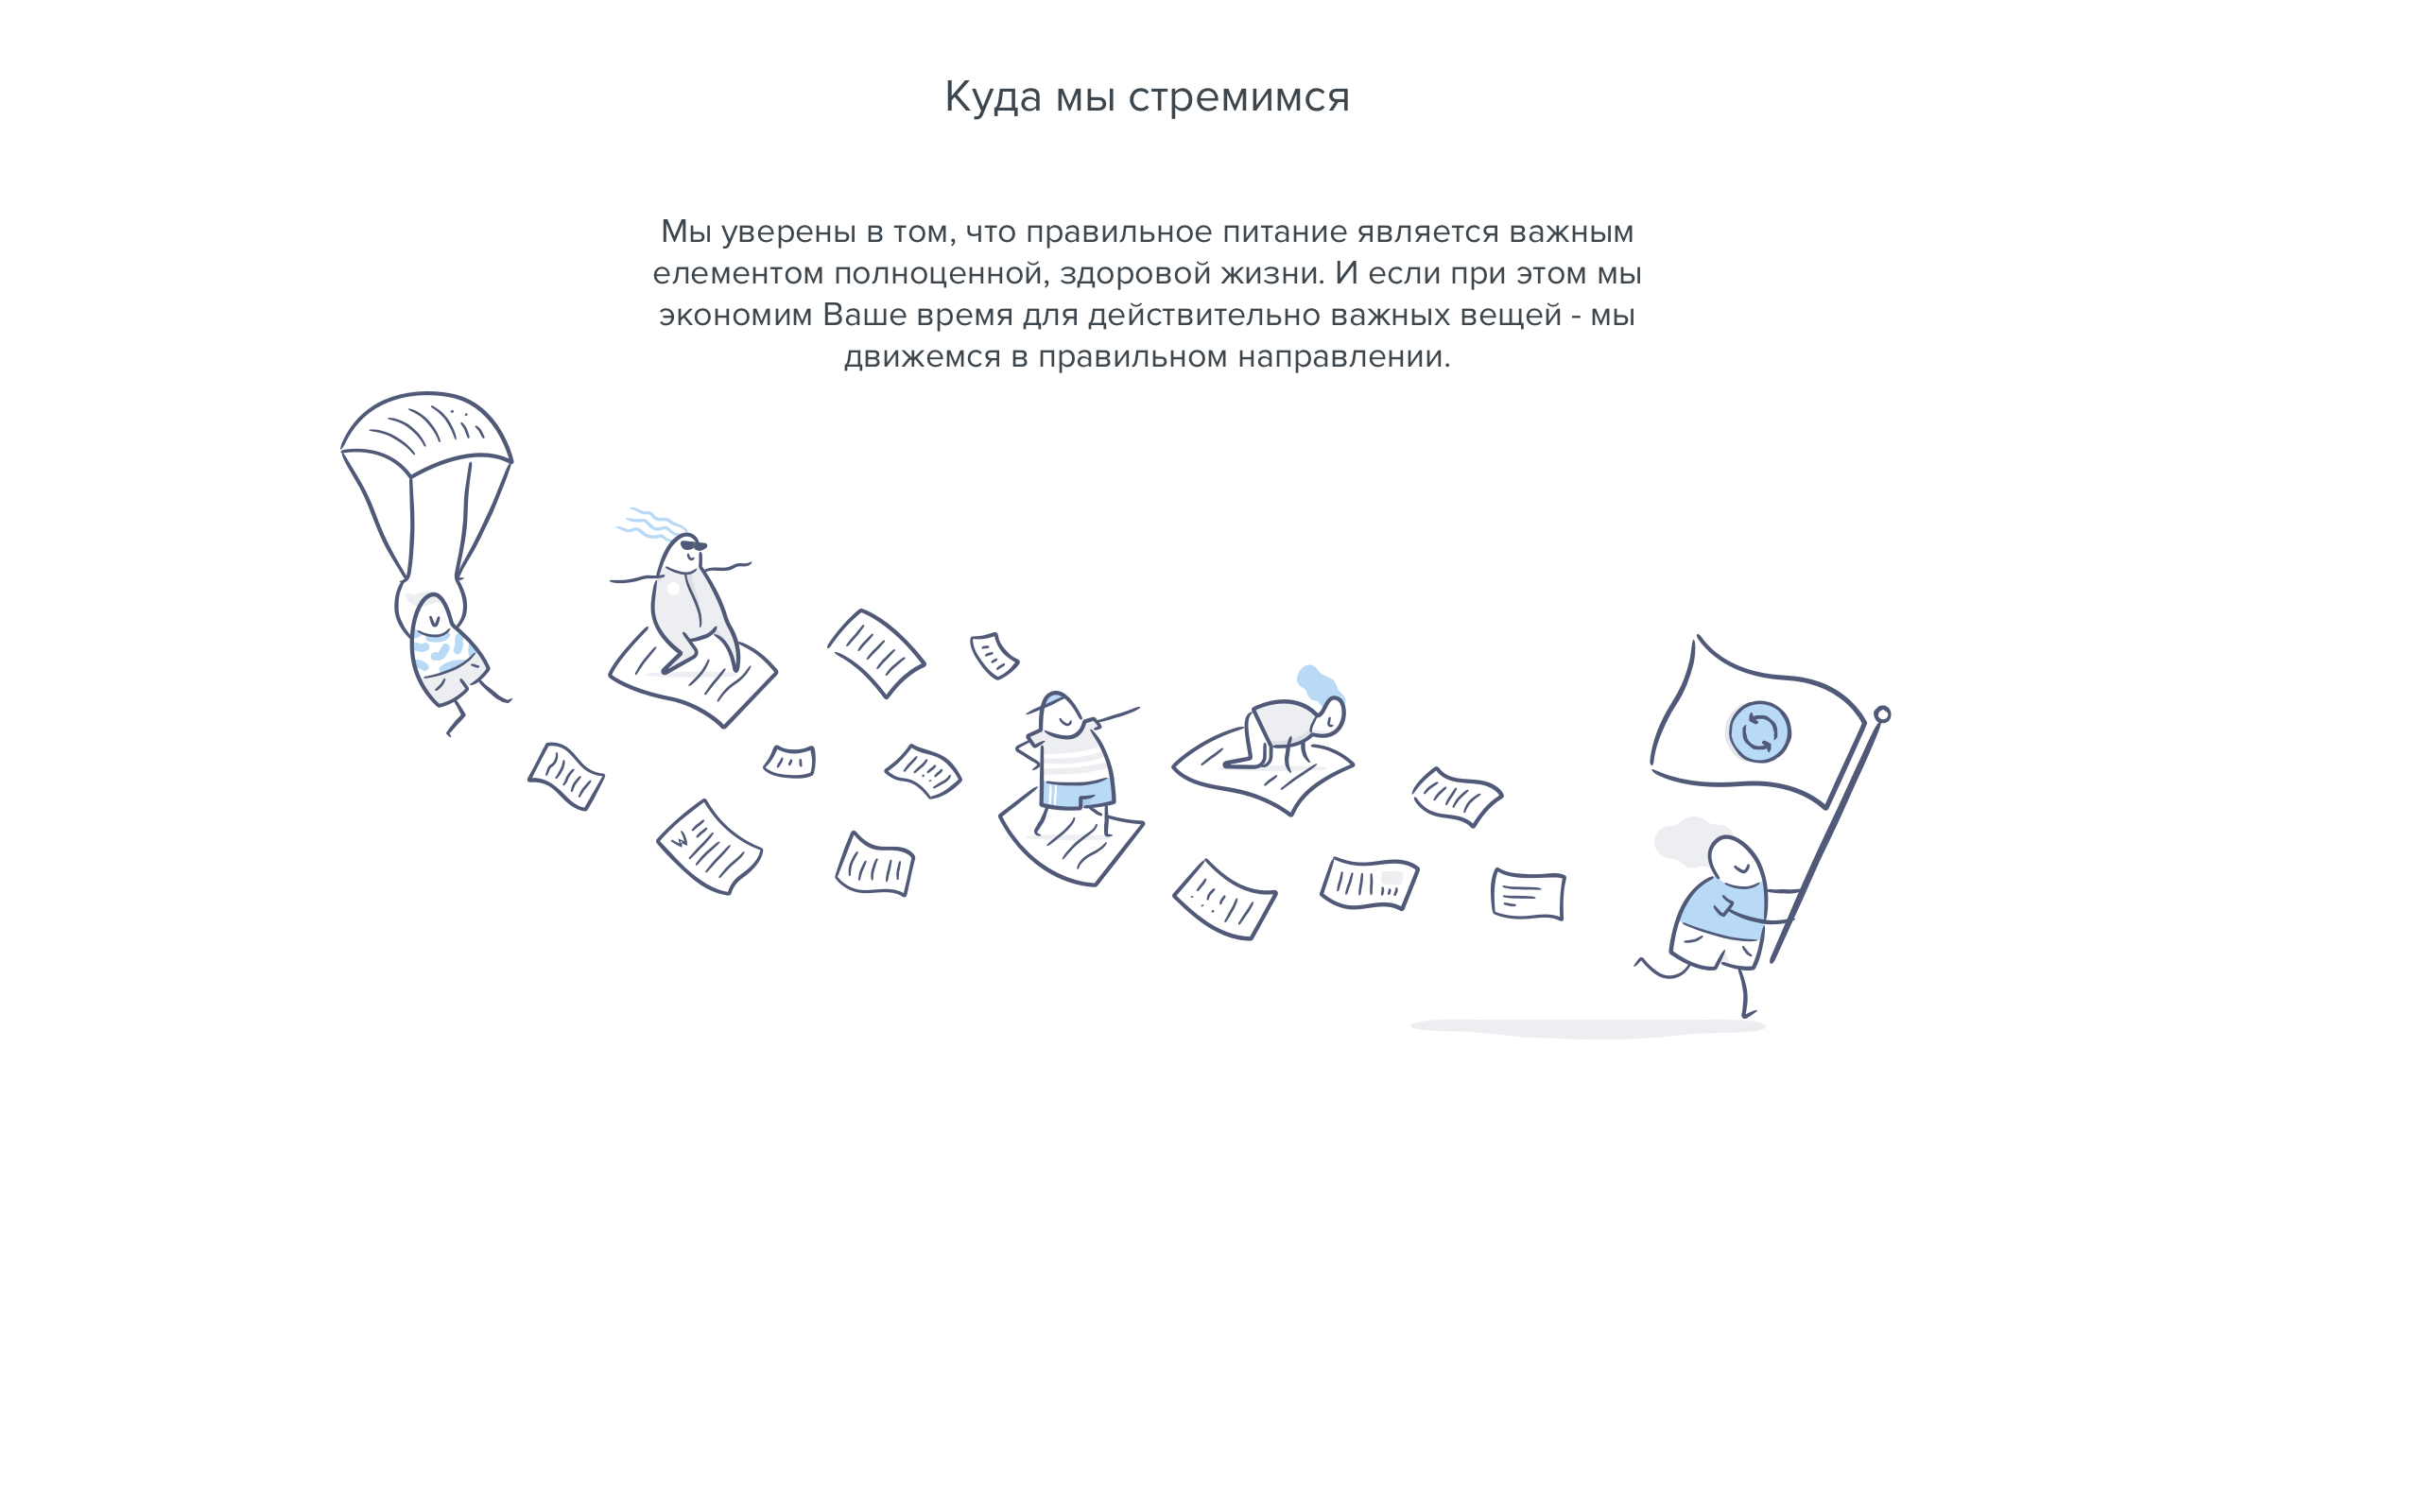 Куда мы стремимся
Мы уверены в том, что правильное питание является важным
елементом полноценной, здоровой жизни. И если при этом мы
экономим Ваше время для действительно важных вещей - мы
движемся в правильном направлении.